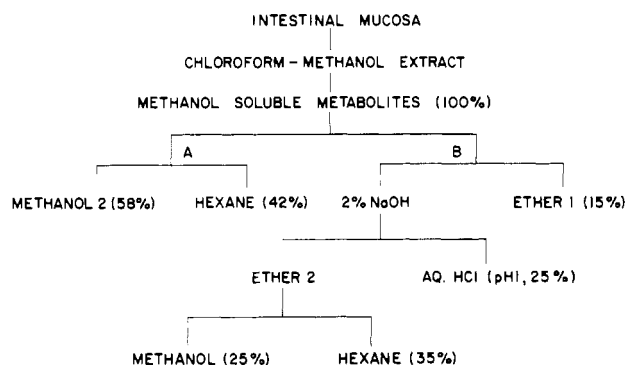 INTESTINAL MUCOSA
CHLOROFORM-METHANOL EXTRACT
METHANOL SOLUBLE METABOLITES (100%)
A
B
METHANOL 2 (58%)
HEXANE (42%)
2% NaOH
ETHER 1 (15%)
ETHER 2
AQ. HCl (pH1, 25%)
METHANOL (25%)
HEXANE (35%)